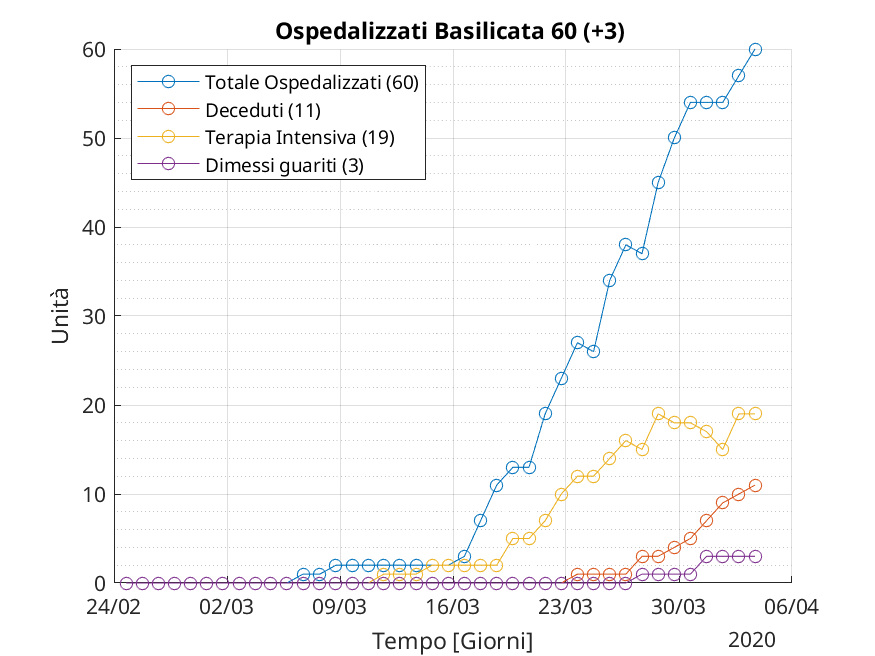 Ospedalizzati Basilicata 60 (+3)
60
50
40
30
20
10
0
Unità
Totale Ospedalizzati (60)
Deceduti (11)
Terapia Intensiva (19)
Dimessi guariti (3)
24/02 02/03 09/03 16/03 23/03 30/03 06/04
Tempo [Giorni]
2020